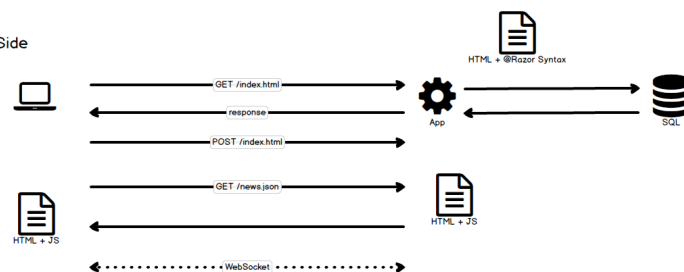 Side
HTML + @Razor Syntax
GET /index.html
response
App
SQL
POST /index.html
GET /news.json
HTML + JS
HTML + JS
WebSocket